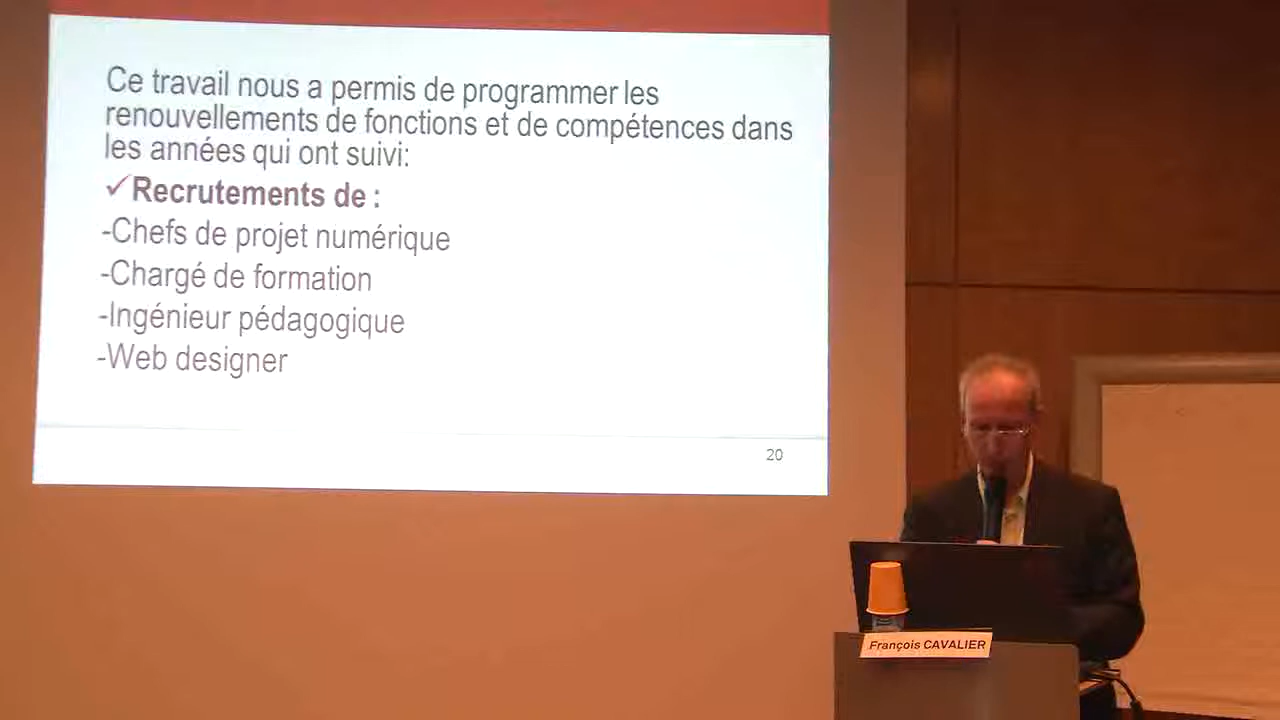 Ce travail nous a permis de programmer les
renouvellements de fonctions et de compétences dans
les années qui ont suivi:
✓Recrutements de :
-Chefs de projet numérique
-Chargé de formation
-Ingénieur pédagogique
-Web designer
20
François CAVALIER